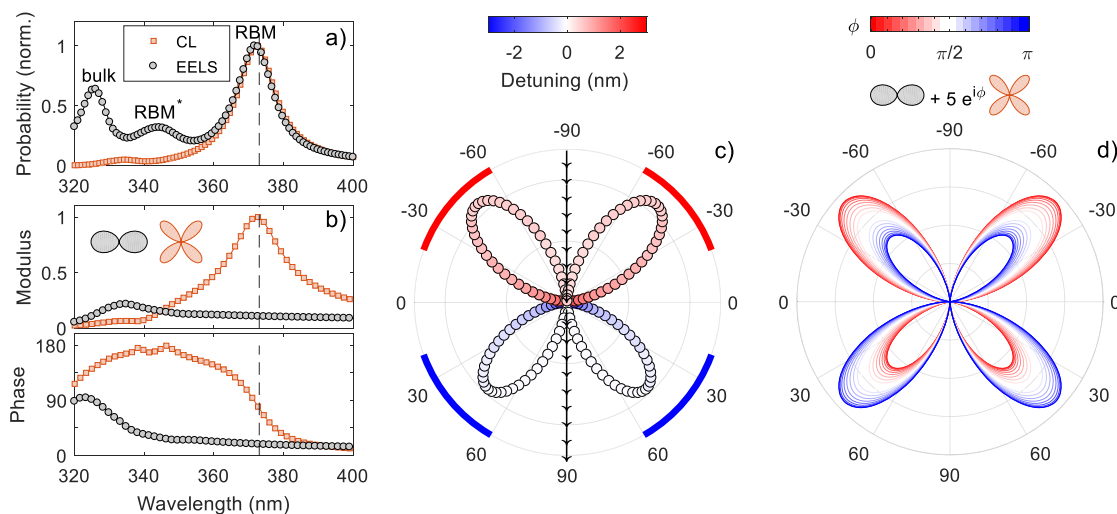 a)
CL
EELS
bulk
RBM*
RBM
Probability (norm.)
1
0.5
0
320 340 360 380 400
b)
Modulus
1
0.5
0
Phase
180
90
0
320 340 360 380 400
Wavelength (nm)
-2 0 2
Detuning (nm)
c)
-90
-60 -60
-30 -30
0 0
30 30
60 60
90
ϕ
0 π/2 π
+ 5 e^iϕ
d)
-90
-60 -60
-30 -30
0 0
30 30
60 60
90